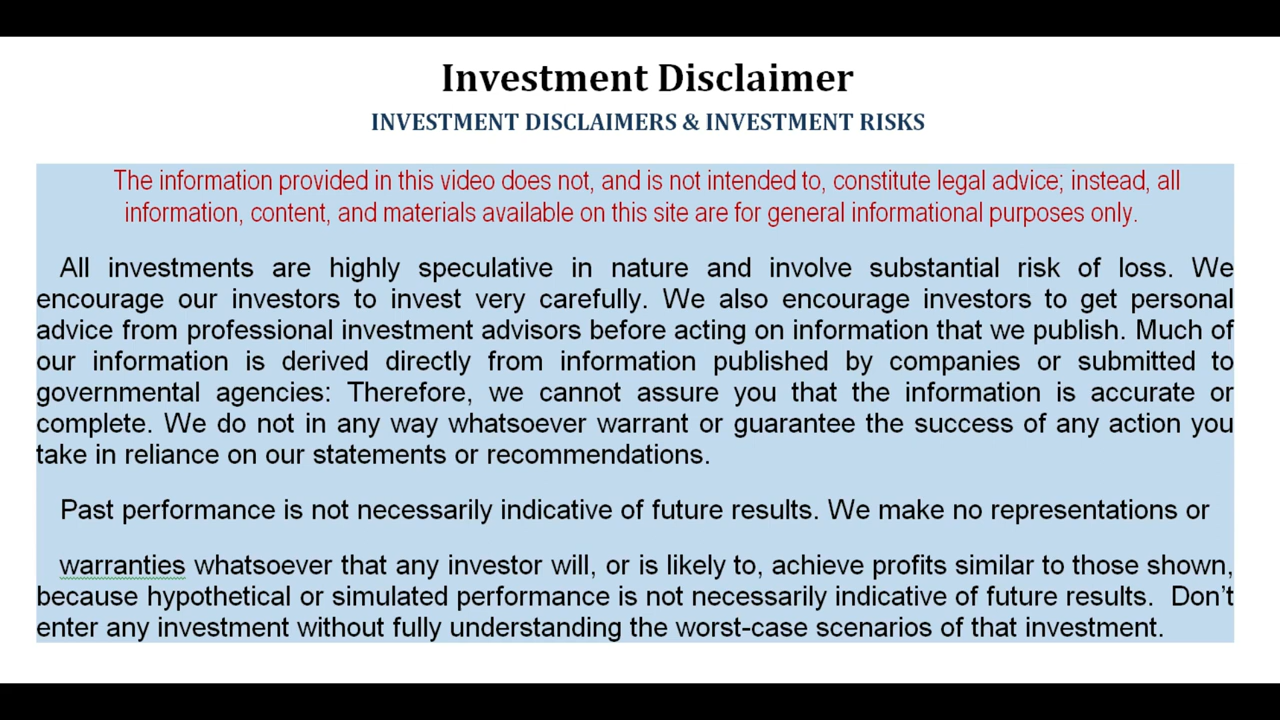 Investment Disclaimer
INVESTMENT DISCLAIMERS & INVESTMENT RISKS
The information provided in this video does not, and is not intended to, constitute legal advice; instead, all
information, content, and materials available on this site are for general informational purposes only.
All investments are highly speculative in nature and involve substantial risk of loss. We
encourage our investors to invest very carefully. We also encourage investors to get personal
advice from professional investment advisors before acting on information that we publish. Much of
our information is derived directly from information published by companies or submitted to
governmental agencies: Therefore, we cannot assure you that the information is accurate or
complete. We do not in any way whatsoever warrant or guarantee the success of any action you
take in reliance on our statements or recommendations.
Past performance is not necessarily indicative of future results. We make no representations or
warranties whatsoever that any investor will, or is likely to, achieve profits similar to those shown,
because hypothetical or simulated performance is not necessarily indicative of future results. Don’t
enter any investment without fully understanding the worst-case scenarios of that investment.